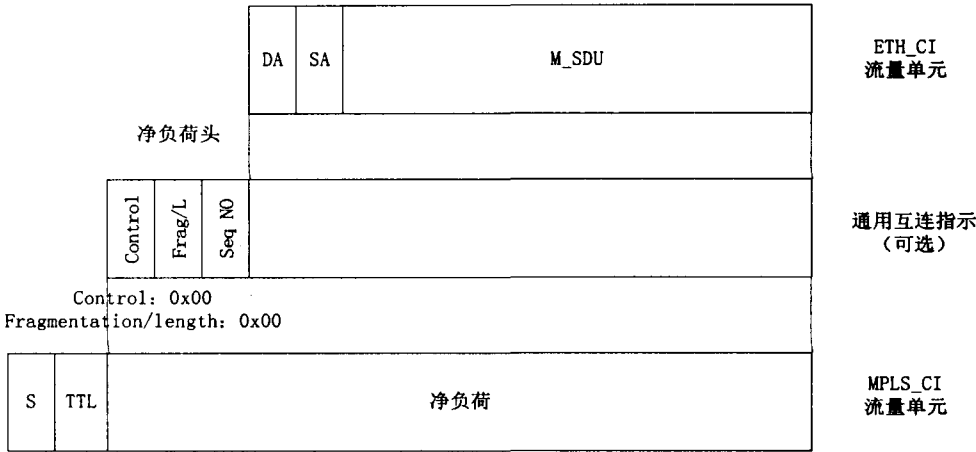 DA SA M_SDU
ETH_CI
流量单元
净负荷头
Control Frag/L Seq NO
通用互连指示
(可选)
Control: 0x00
Fragmentation/length: 0x00
S TTL 净负荷
MPLS_CI
流量单元